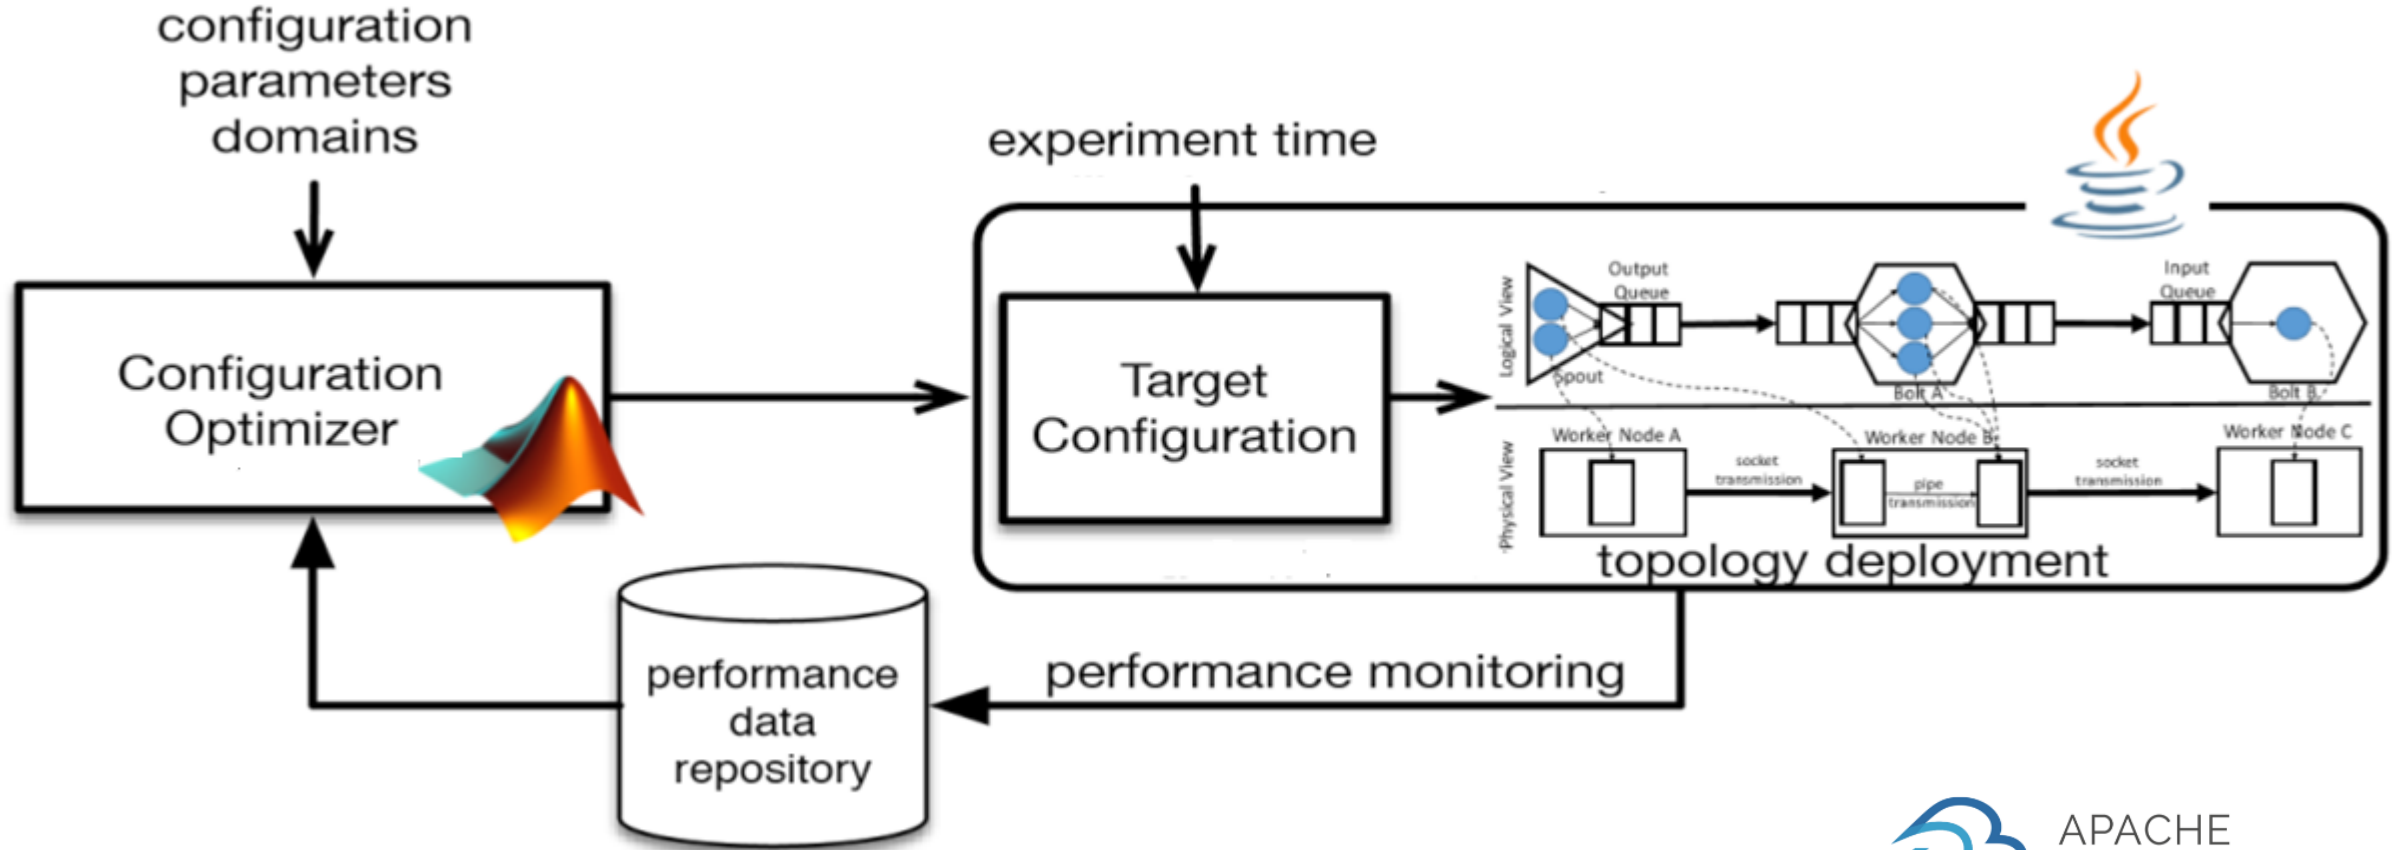 configuration
parameters
domains
experiment time
Configuration
Optimizer
Target
Configuration
Logical View
Output
Queue
Spout
Bolt A
Input
Queue
Bolt B
Physical View
Worker Node A
socket
transmission
Worker Node B
pipe
transmission
socket
transmission
Worker Node C
topology deployment
performance monitoring
performance
data
repository
APACHE